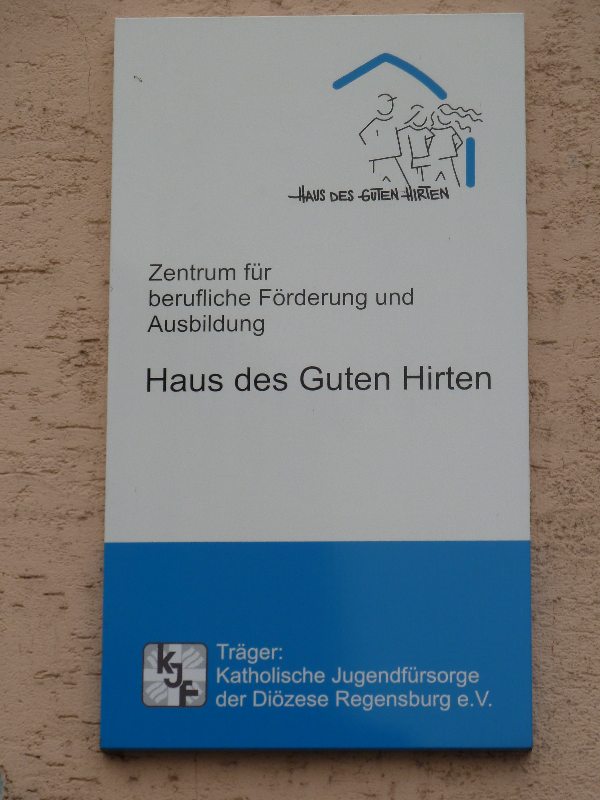 HAUS DES GUTEN HIRTEN
Zentrum für
berufliche Förderung und
Ausbildung
Haus des Guten Hirten
KJF
Träger:
Katholische Jugendfürsorge
der Diözese Regensburg e.V.